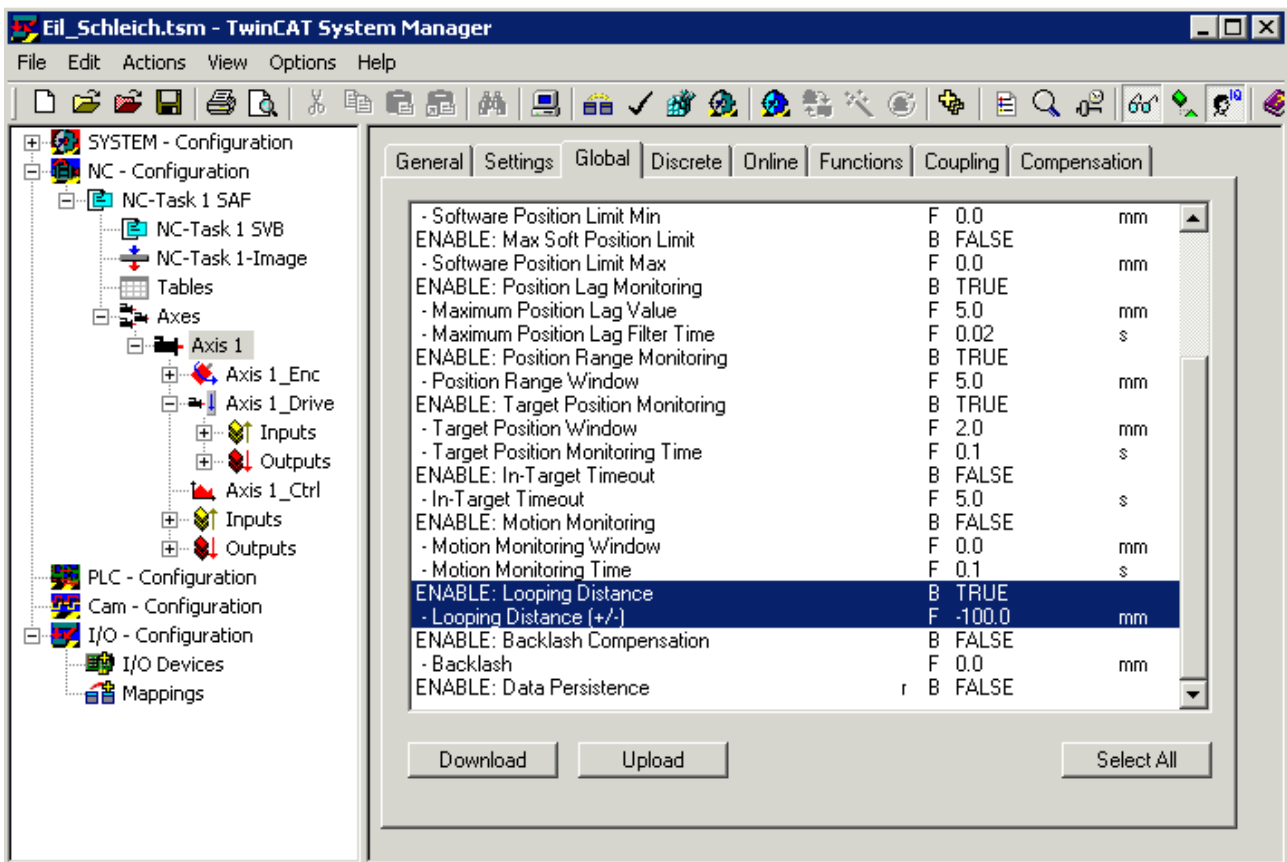 Eil_Schleich.tsm - TwinCAT System Manager
File Edit Actions View Options Help
SYSTEM - Configuration
NC - Configuration
NC-Task 1 SAF
NC-Task 1 SVB
NC-Task 1-Image
Tables
Axes
Axis 1
Axis 1_Enc
Axis 1_Drive
Inputs
Outputs
Axis 1_Ctrl
Inputs
Outputs
PLC - Configuration
Cam - Configuration
I/O - Configuration
I/O Devices
Mappings
General Settings Global Discrete Online Functions Coupling Compensation
- Software Position Limit Min F 0.0 mm
ENABLE: Max Soft Position Limit B FALSE
- Software Position Limit Max F 0.0 mm
ENABLE: Position Lag Monitoring B TRUE
- Maximum Position Lag Value F 5.0 mm
- Maximum Position Lag Filter Time F 0.02 s
ENABLE: Position Range Monitoring B TRUE
- Position Range Window F 5.0 mm
ENABLE: Target Position Monitoring B TRUE
- Target Position Window F 2.0 mm
- Target Position Monitoring Time F 0.1 s
ENABLE: In-Target Timeout B FALSE
- In-Target Timeout F 5.0 s
ENABLE: Motion Monitoring B FALSE
- Motion Monitoring Window F 0.0 mm
- Motion Monitoring Time F 0.1 s
ENABLE: Looping Distance B TRUE
- Looping Distance (+/-) F -100.0 mm
ENABLE: Backlash Compensation B FALSE
- Backlash F 0.0 mm
ENABLE: Data Persistence r B FALSE
Download Upload Select All